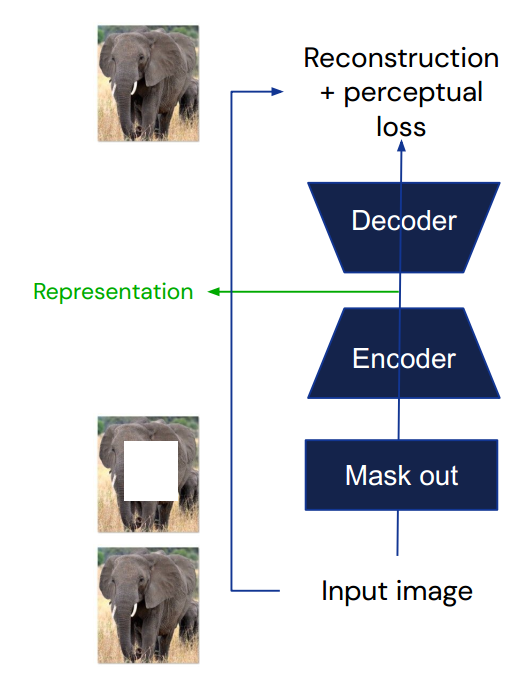 Reconstruction
+ perceptual
loss
Decoder
Representation
Encoder
Mask out
Input image